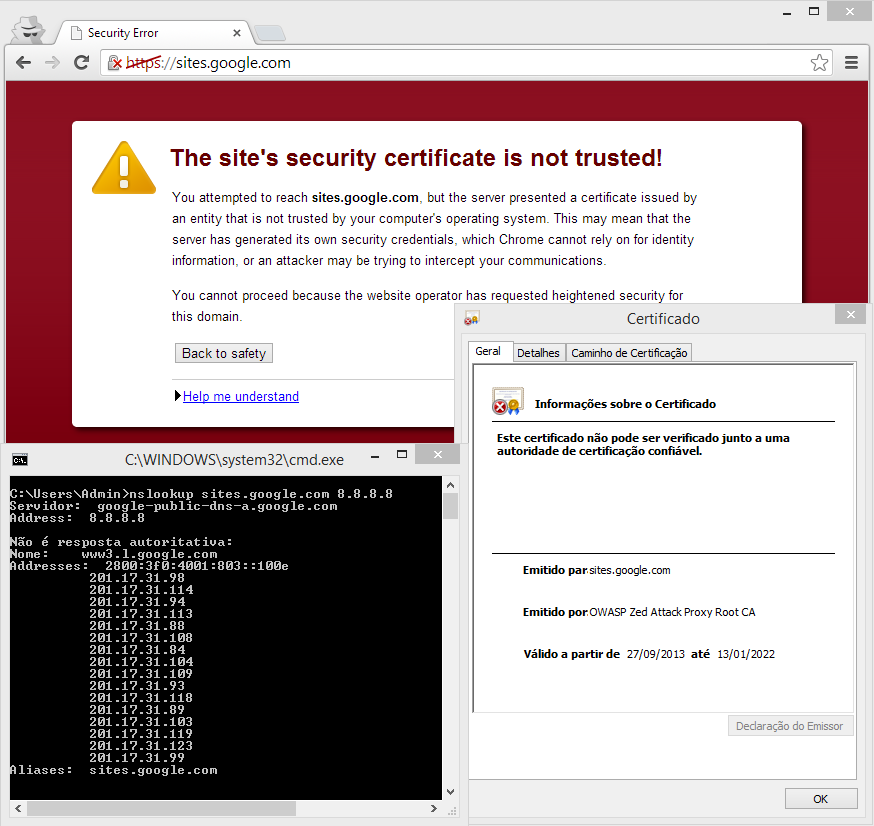 Security Error
https://sites.google.com
The site's security certificate is not trusted!
You attempted to reach sites.google.com, but the server presented a certificate issued by
an entity that is not trusted by your computer's operating system. This may mean that the
server has generated its own security credentials, which Chrome cannot rely on for identity
information, or an attacker may be trying to intercept your communications.
You cannot proceed because the website operator has requested heightened security for
this domain.
Back to safety
Help me understand
Certificado
Geral Detalhes Caminho de Certificação
Informações sobre o Certificado
Este certificado não pode ser verificado junto a uma
autoridade de certificação confiável.
Emitido par sites.google.com
Emitido por OWASP Zed Attack Proxy Root CA
Válido a partir de 27/09/2013 até 13/01/2022
Declaração do Emissor
OK
C:\WINDOWS\system32\cmd.exe
C:\Users\Admin>nslookup sites.google.com 8.8.8.8
Servidor: google-public-dns-a.google.com
Address: 8.8.8.8
Não é resposta autoritativa:
Nome: www3.l.google.com
Addresses: 2800:3f0:4001:803::100e
201.17.31.98
201.17.31.114
201.17.31.94
201.17.31.113
201.17.31.88
201.17.31.108
201.17.31.84
201.17.31.104
201.17.31.109
201.17.31.93
201.17.31.118
201.17.31.89
201.17.31.103
201.17.31.119
201.17.31.123
201.17.31.99
Aliases: sites.google.com